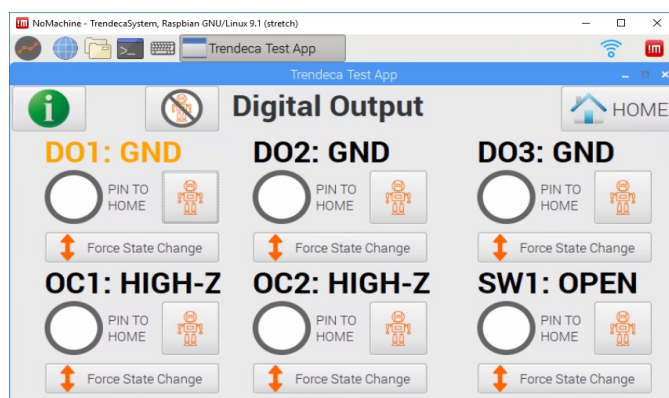 NoMachine - TrendecaSystem, Raspbian GNU/Linux 9.1 (stretch)
Trendeca Test App
Trendeca Test App
i
Digital Output
HOME
DO1: GND
DO2: GND
DO3: GND
PIN TO
HOME
PIN TO
HOME
PIN TO
HOME
Force State Change
Force State Change
Force State Change
OC1: HIGH-Z
OC2: HIGH-Z
SW1: OPEN
PIN TO
HOME
PIN TO
HOME
PIN TO
HOME
Force State Change
Force State Change
Force State Change